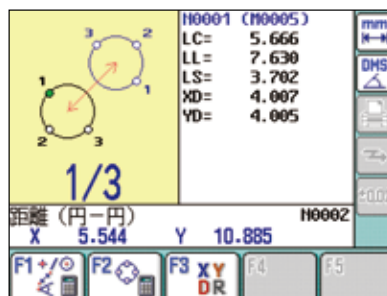 N0001 (M0005)
LC= 5.666
LL= 7.630
LS= 3.702
XD= 4.007
YD= 4.005
3 2
1 1
2 3
1/3
mm
DMS
距離 (円ー円) N0002
X 5.544 Y 10.885
F1 +/⊙
F2
F3 XY
DR
F4
F5